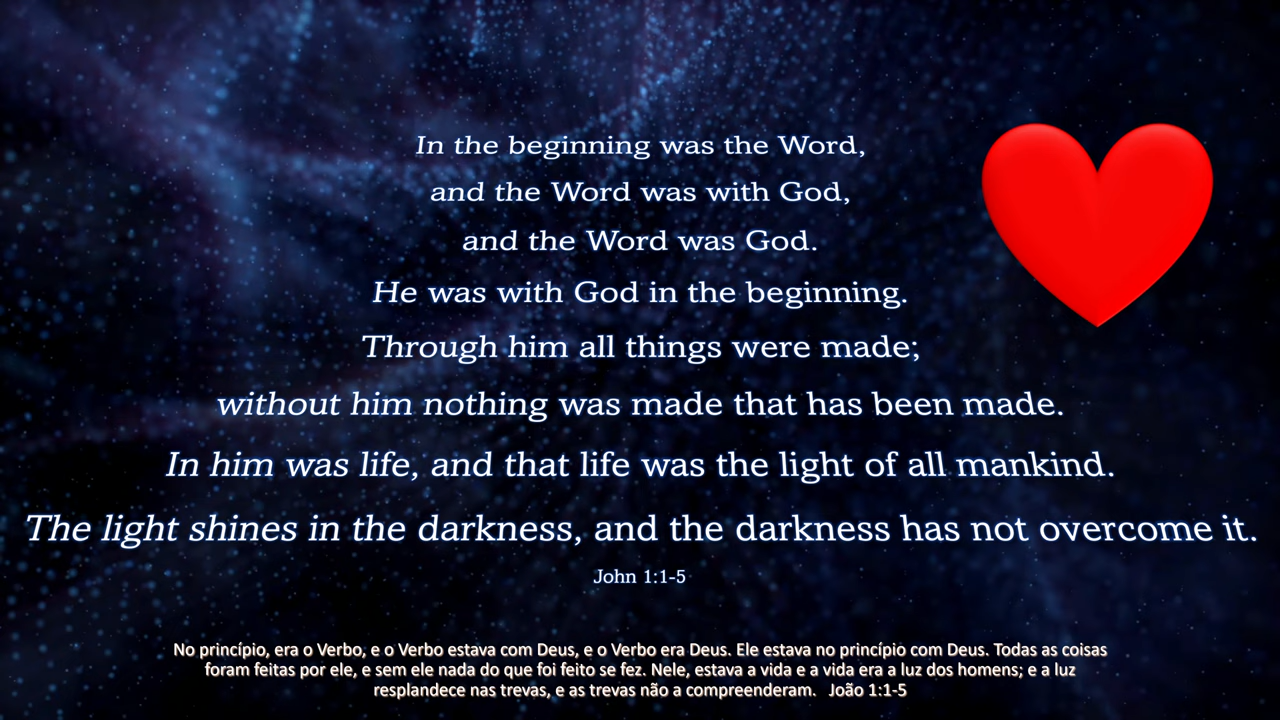 In the beginning was the Word,
and the Word was with God,
and the Word was God.
He was with God in the beginning.
Through him all things were made;
without him nothing was made that has been made.
In him was life, and that life was the light of all mankind.
The light shines in the darkness, and the darkness has not overcome it.
John 1:1-5
No princípio, era o Verbo, e o Verbo estava com Deus, e o Verbo era Deus. Ele estava no princípio com Deus. Todas as coisas
foram feitas por ele, e sem ele nada do que foi feito se fez. Nele, estava a vida e a vida era a luz dos homens; e a luz
resplandece nas trevas, e as trevas não a compreenderam. João 1:1-5